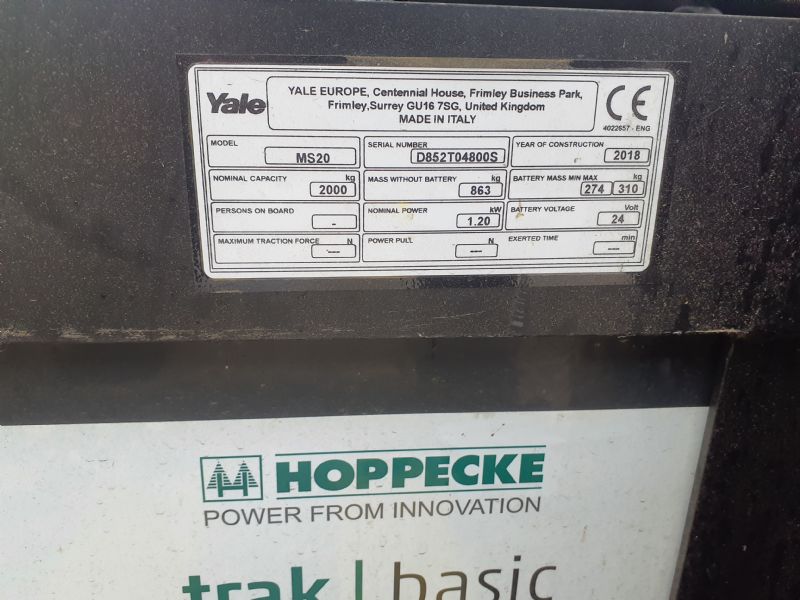 Yale
YALE EUROPE, Centennial House, Frimley Business Park,
Frimley,Surrey GU16 7SG, United Kingdom
MADE IN ITALY
CE
4022657 - ENG
MODEL
MS20
SERIAL NUMBER
D852T04800S
YEAR OF CONSTRUCTION
2018
NOMINAL CAPACITY kg
2000
MASS WITHOUT BATTERY kg
863
BATTERY MASS MIN MAX kg
274 310
PERSONS ON BOARD
-
NOMINAL POWER kW
1.20
BATTERY VOLTAGE Volt
24
MAXIMUM TRACTION FORCE N
---
POWER PULL N
---
EXERTED TIME min
---
HOPPECKE
POWER FROM INNOVATION
trak | basic